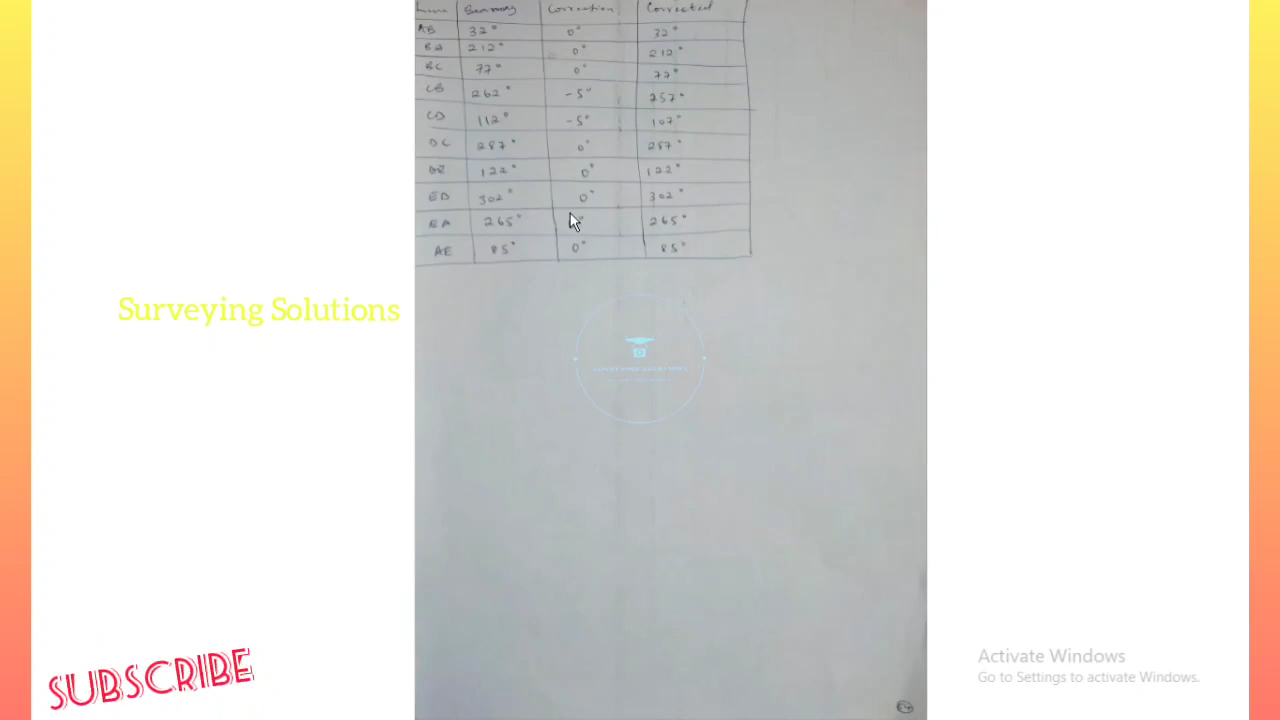 Line Bearing Correction Corrected
AB 32° 0° 32°
BA 212° 0° 212°
BC 77° 0° 77°
CB 262° -5° 257°
CD 112° -5° 107°
DC 287° 0° 287°
DE 122° 0° 122°
ED 302° 0° 302°
EA 265° 265°
AE 85° 0° 85°
Surveying Solutions
SURVEYING SOLUTIONS
SUBSCRIBE
Activate Windows
Go to Settings to activate Windows.